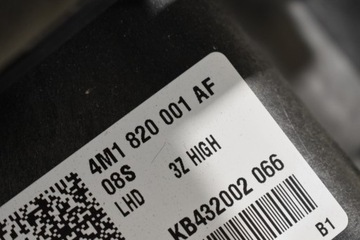 4M1 820 001 AF
08S
3Z HIGH
LHD
KB432002 066
B1